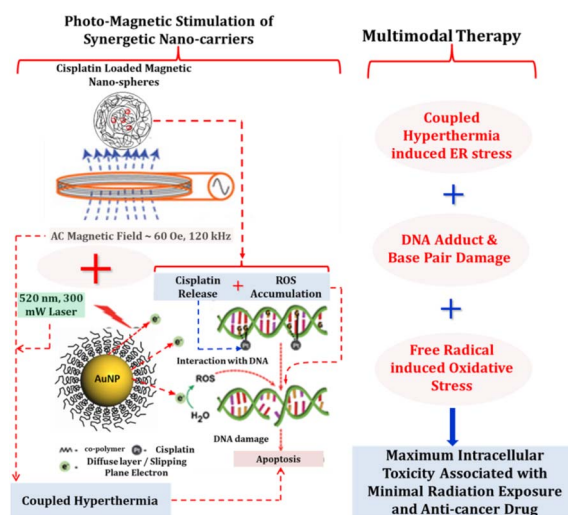 Photo-Magnetic Stimulation of
Synergetic Nano-carriers
Cisplatin Loaded Magnetic
Nano-spheres
AC Magnetic Field ~ 60 Oe, 120 kHz
+
520 nm, 300
mW Laser
AuNP
e-
e-
e-
Cisplatin
Release
+
ROS
Accumulation
G G
G G
Pt
Pt
Interaction with DNA
ROS
H₂O
DNA damage
co-polymer
Pt Cisplatin
e- Diffuse layer / Slipping
Plane Electron
Apoptosis
Coupled Hyperthermia
Multimodal Therapy
Coupled
Hyperthermia
induced ER stress
+
DNA Adduct &
Base Pair Damage
+
Free Radical
induced Oxidative
Stress
Maximum Intracellular
Toxicity Associated with
Minimal Radiation Exposure
and Anti-cancer Drug